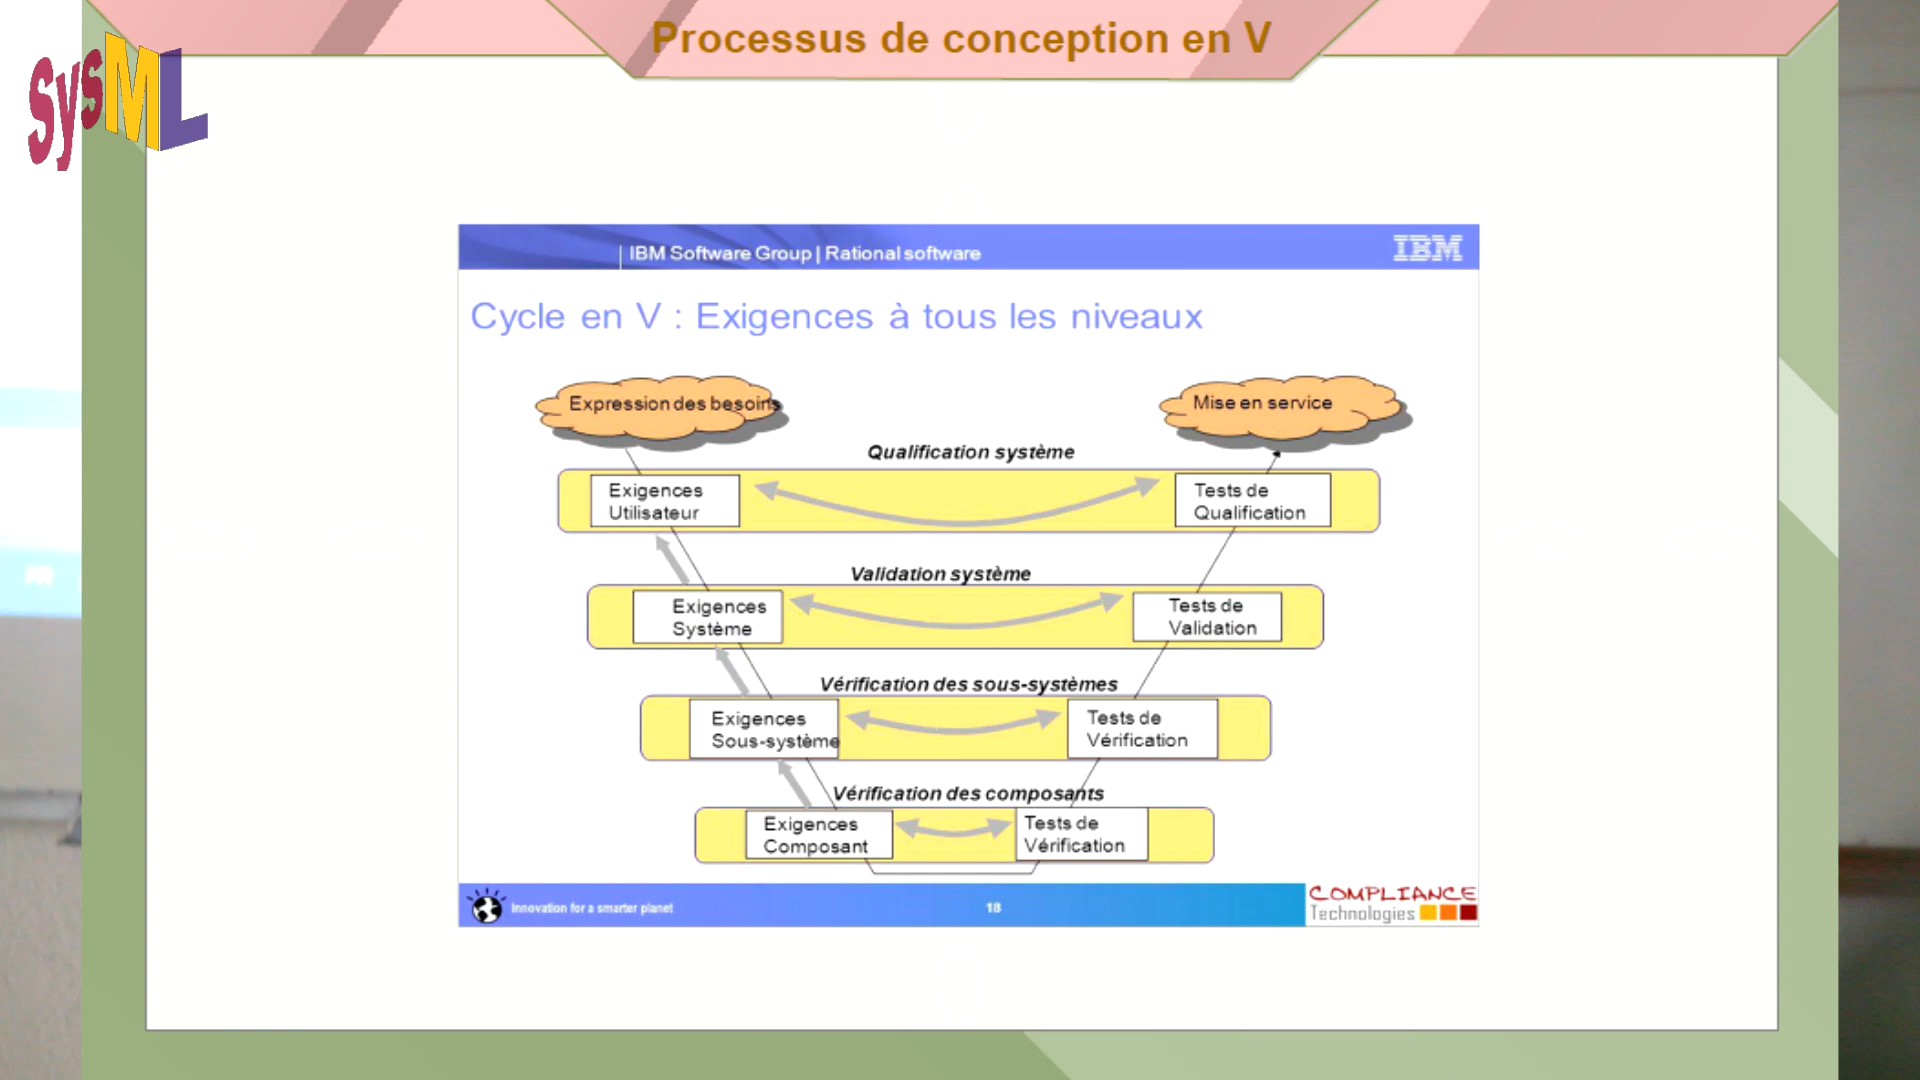 Processus de conception en V
SysML
IBM Software Group | Rational software
IBM
Cycle en V : Exigences à tous les niveaux
Expression des besoins
Mise en service
Qualification système
Exigences
Utilisateur
Tests de
Qualification
Validation système
Exigences
Système
Tests de
Validation
Vérification des sous-systèmes
Exigences
Sous-système
Tests de
Vérification
Vérification des composants
Exigences
Composant
Tests de
Vérification
Innovation for a smarter planet
18
COMPLIANCE
Technologies